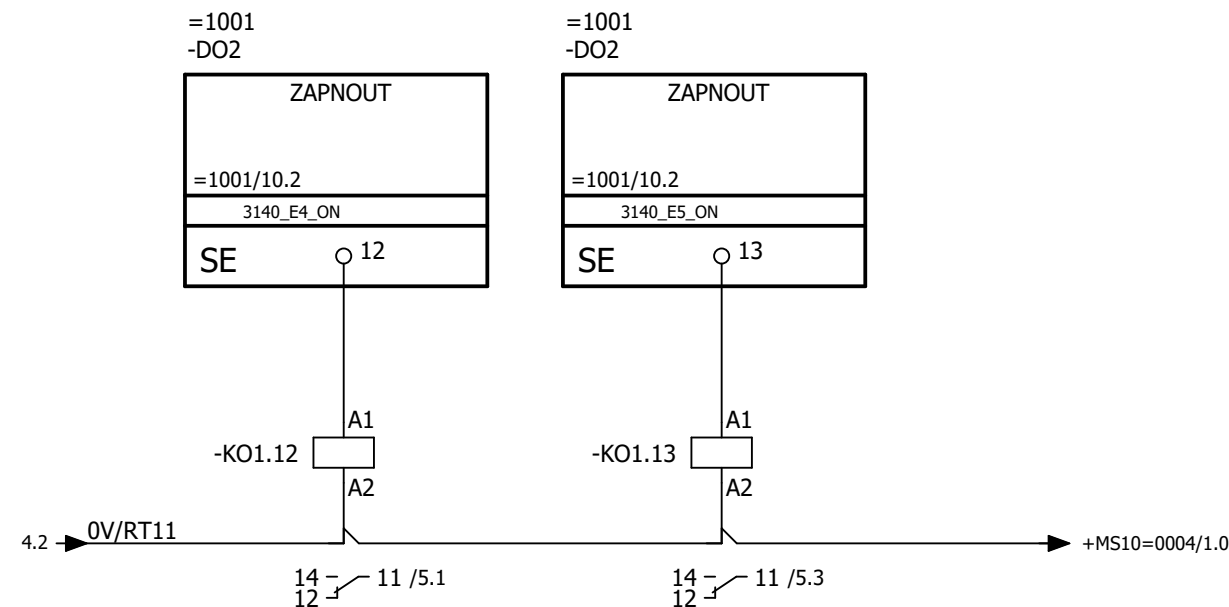 =1001
-DO2
ZAPNOUT
=1001/10.2
3140_E4_ON
SE
12
A1
-KO1.12
A2
=1001
-DO2
ZAPNOUT
=1001/10.2
3140_E5_ON
SE
13
A1
-KO1.13
A2
4.2
0V/RT11
+MS10=0004/1.0
14 11 /5.1
12
14 11 /5.3
12